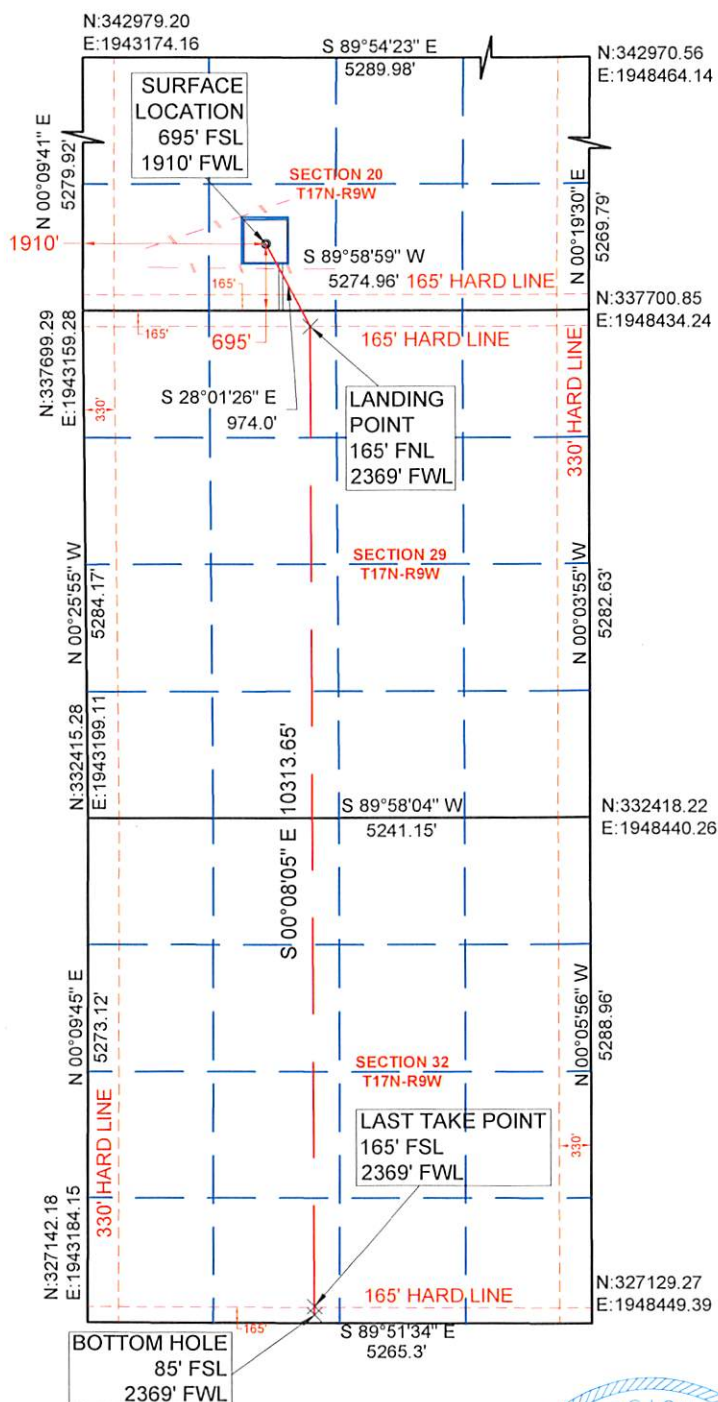 N:342979.20
E:1943174.16
S 89°54'23" E
5289.98'
N:342970.56
E:1948464.14
SURFACE
LOCATION
695' FSL
1910' FWL
N 00°09'41" E
5279.92'
SECTION 20
T17N-R9W
N 00°19'30" E
5269.79'
1910'
S 89°58'59" W
5274.96'
165' HARD LINE
165'
N:337700.85
E:1948434.24
N:337699.29
E:1943159.28
165'
695'
165' HARD LINE
330'
S 28°01'26" E
974.0'
LANDING
POINT
165' FNL
2369' FWL
330' HARD LINE
SECTION 29
T17N-R9W
N 00°25'55" W
5284.17'
N 00°03'55" W
5282.63'
N:332415.28
E:1943199.11
S 00°08'05" E 10313.65'
S 89°58'04" W
5241.15'
N:332418.22
E:1948440.26
N 00°09'45" E
5273.12'
N 00°05'56" W
5288.96'
SECTION 32
T17N-R9W
330' HARD LINE
LAST TAKE POINT
165' FSL
2369' FWL
330'
N:327142.18
E:1943184.15
165' HARD LINE
N:327129.27
E:1948449.39
165'
S 89°51'34" E
5265.3'
BOTTOM HOLE
85' FSL
2369' FWL